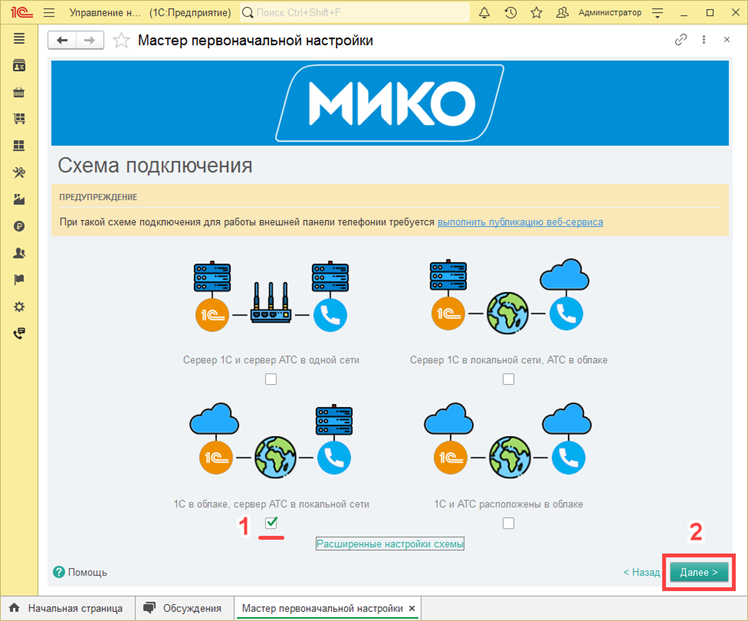 1С Управление н... (1С:Предприятие) Поиск Ctrl+Shift+F Администратор
Мастер первоначальной настройки
МИКО
Схема подключения
ПРЕДУПРЕЖДЕНИЕ
При такой схеме подключения для работы внешней панели телефонии требуется выполнить публикацию веб-сервиса
1С 1С
Сервер 1С и сервер АТС в одной сети Сервер 1С в локальной сети, АТС в облаке
1С 1С
1С в облаке, сервер АТС в локальной сети 1С и АТС расположены в облаке
1 2
Расширенные настройки схемы
? Помощь < Назад Далее >
Начальная страница Обсуждения Мастер первоначальной настройки ×